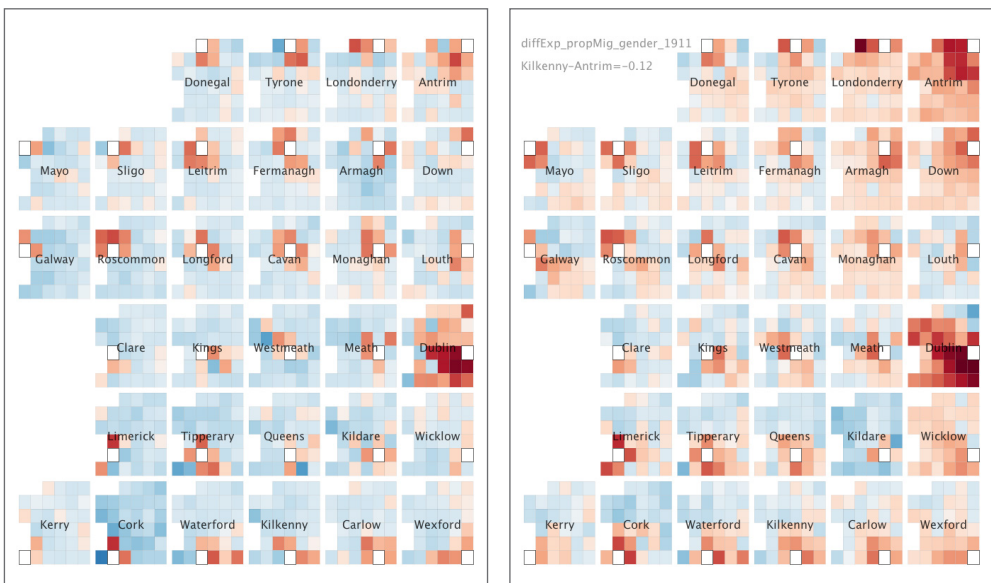 Donegal Tyrone Londonderry Antrim
Mayo Sligo Leitrim Fermanagh Armagh Down
Galway Roscommon Longford Cavan Monaghan Louth
Clare Kings Westmeath Meath Dublin
Limerick Tipperary Queens Kildare Wicklow
Kerry Cork Waterford Kilkenny Carlow Wexford
diffExp_propMig_gender_1911
Kilkenny-Antrim=-0.12
Donegal Tyrone Londonderry Antrim
Mayo Sligo Leitrim Fermanagh Armagh Down
Galway Roscommon Longford Cavan Monaghan Louth
Clare Kings Westmeath Meath Dublin
Limerick Tipperary Queens Kildare Wicklow
Kerry Cork Waterford Kilkenny Carlow Wexford